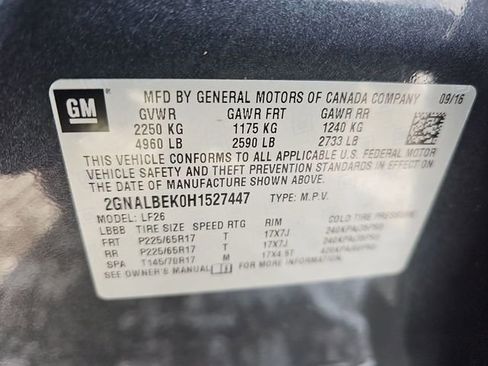 GM
MFD BY GENERAL MOTORS OF CANADA COMPANY 09/16
GVWR GAWR FRT GAWR RR
2250 KG 1175 KG 1240 KG
4960 LB 2590 LB 2733 LB
THIS VEHICLE CONFORMS TO ALL APPLICABLE U.S. FEDERAL MOTOR
VEHICLE SAFETY AND THEFT PREVENTION STANDARDS IN EFFECT ON
THE DATE OF MANUFACTURE SHOWN ABOVE.
2GNALBEK0H1527447 TYPE: M.P.V.
MODEL: LF26
LBBB TIRE SIZE SPEED RTG RIM COLD TIRE PRESSURE
FRT P225/65R17 T 17X7J
RR P225/65R17 T 17X7J
SPA T145/70R17 M 17X4.5T
SEE OWNER'S MANUAL FOR MORE INFORMATION.